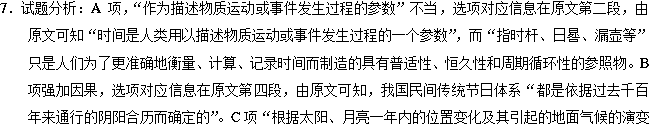 7．试题分析：A 项，“作为描述物质运动或事件发生过程的参数”不当，选项对应信息在原文第二段，由
原文可知“时间是人类用以描述物质运动或事件发生过程的一个参数”，而“指时杆、日晷、漏壶等”
只是人们为了更准确地衡量、计算、记录时间而制造的具有普适性、恒久性和周期循环性的参照物。B
项强加因果，选项对应信息在原文第四段，由原文可知，我国民间传统节日体系“都是依据过去千百
年来通行的阴阳合历而确定的”。C 项“根据太阳、月亮一年内的位置变化及其引起的地面气候的演变